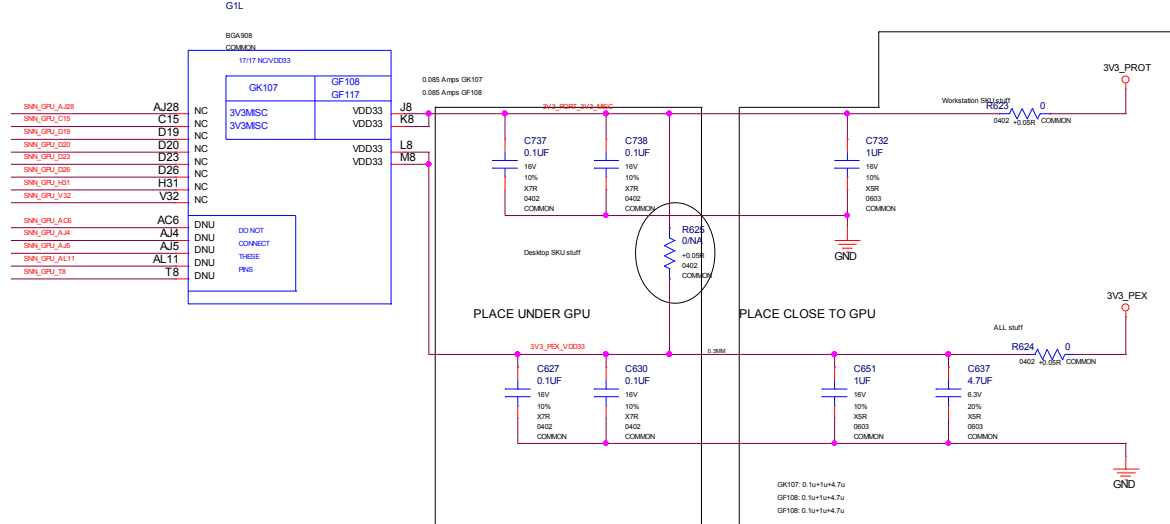 G1L
BGA908
COMMON
17/17 NC/VDD33
GK107
GF108
GF117
3V3MISC
3V3MISC
0.085 Amps GK107
0.085 Amps GF108
SNN_GPU_AJ28 AJ28 NC
SNN_GPU_C15 C15 NC
SNN_GPU_D19 D19 NC
SNN_GPU_D20 D20 NC
SNN_GPU_D23 D23 NC
SNN_GPU_D26 D26 NC
SNN_GPU_H31 H31 NC
SNN_GPU_V32 V32 NC
SNN_GPU_AC6 AC6 DNU
SNN_GPU_AJ4 AJ4 DNU
SNN_GPU_AJ5 AJ5 DNU
SNN_GPU_AL11 AL11 DNU
SNN_GPU_T8 T8 DNU
DO NOT
CONNECT
THESE
PINS
VDD33 J8
VDD33 K8
VDD33 L8
VDD33 M8
3V3_PORT_3V3_MISC
C737
0.1UF
16V
10%
X7R
0402
COMMON
C738
0.1UF
16V
10%
X7R
0402
COMMON
C732
1UF
16V
10%
X5R
0603
COMMON
GND
Workstation SKU stuff
R623 0
0402 +0.05R COMMON
3V3_PROT
Desktop SKU stuff
R625
0/NA
+0.05R
0402
COMMON
PLACE UNDER GPU
PLACE CLOSE TO GPU
3V3_PEX
ALL stuff
R624 0
0402 +0.05R COMMON
3V3_PEX_VDD33
0.3MM
C627
0.1UF
16V
10%
X7R
0402
COMMON
C630
0.1UF
16V
10%
X7R
0402
COMMON
C651
1UF
16V
10%
X5R
0603
COMMON
C637
4.7UF
6.3V
20%
X5R
0603
COMMON
GND
GK107: 0.1u+1u+4.7u
GF108: 0.1u+1u+4.7u
GF108: 0.1u+1u+4.7u